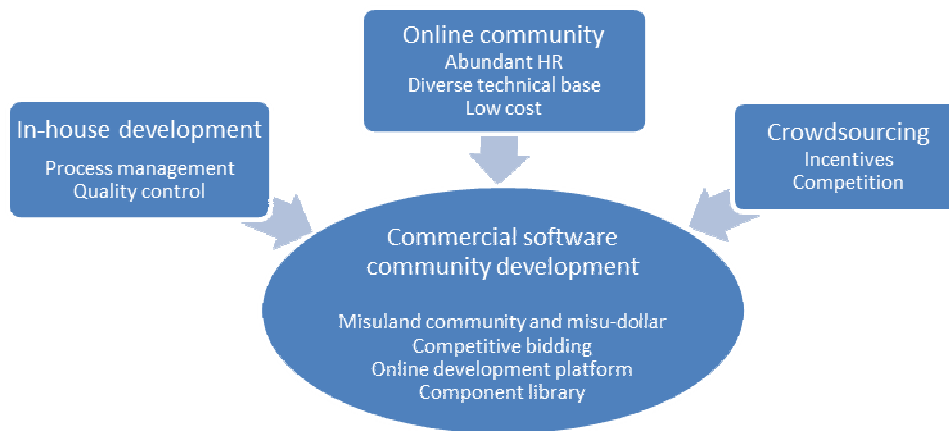 Online community
Abundant HR
Diverse technical base
Low cost
In-house development
Process management
Quality control
Crowdsourcing
Incentives
Competition
Commercial software
community development
Misuland community and misu-dollar
Competitive bidding
Online development platform
Component library